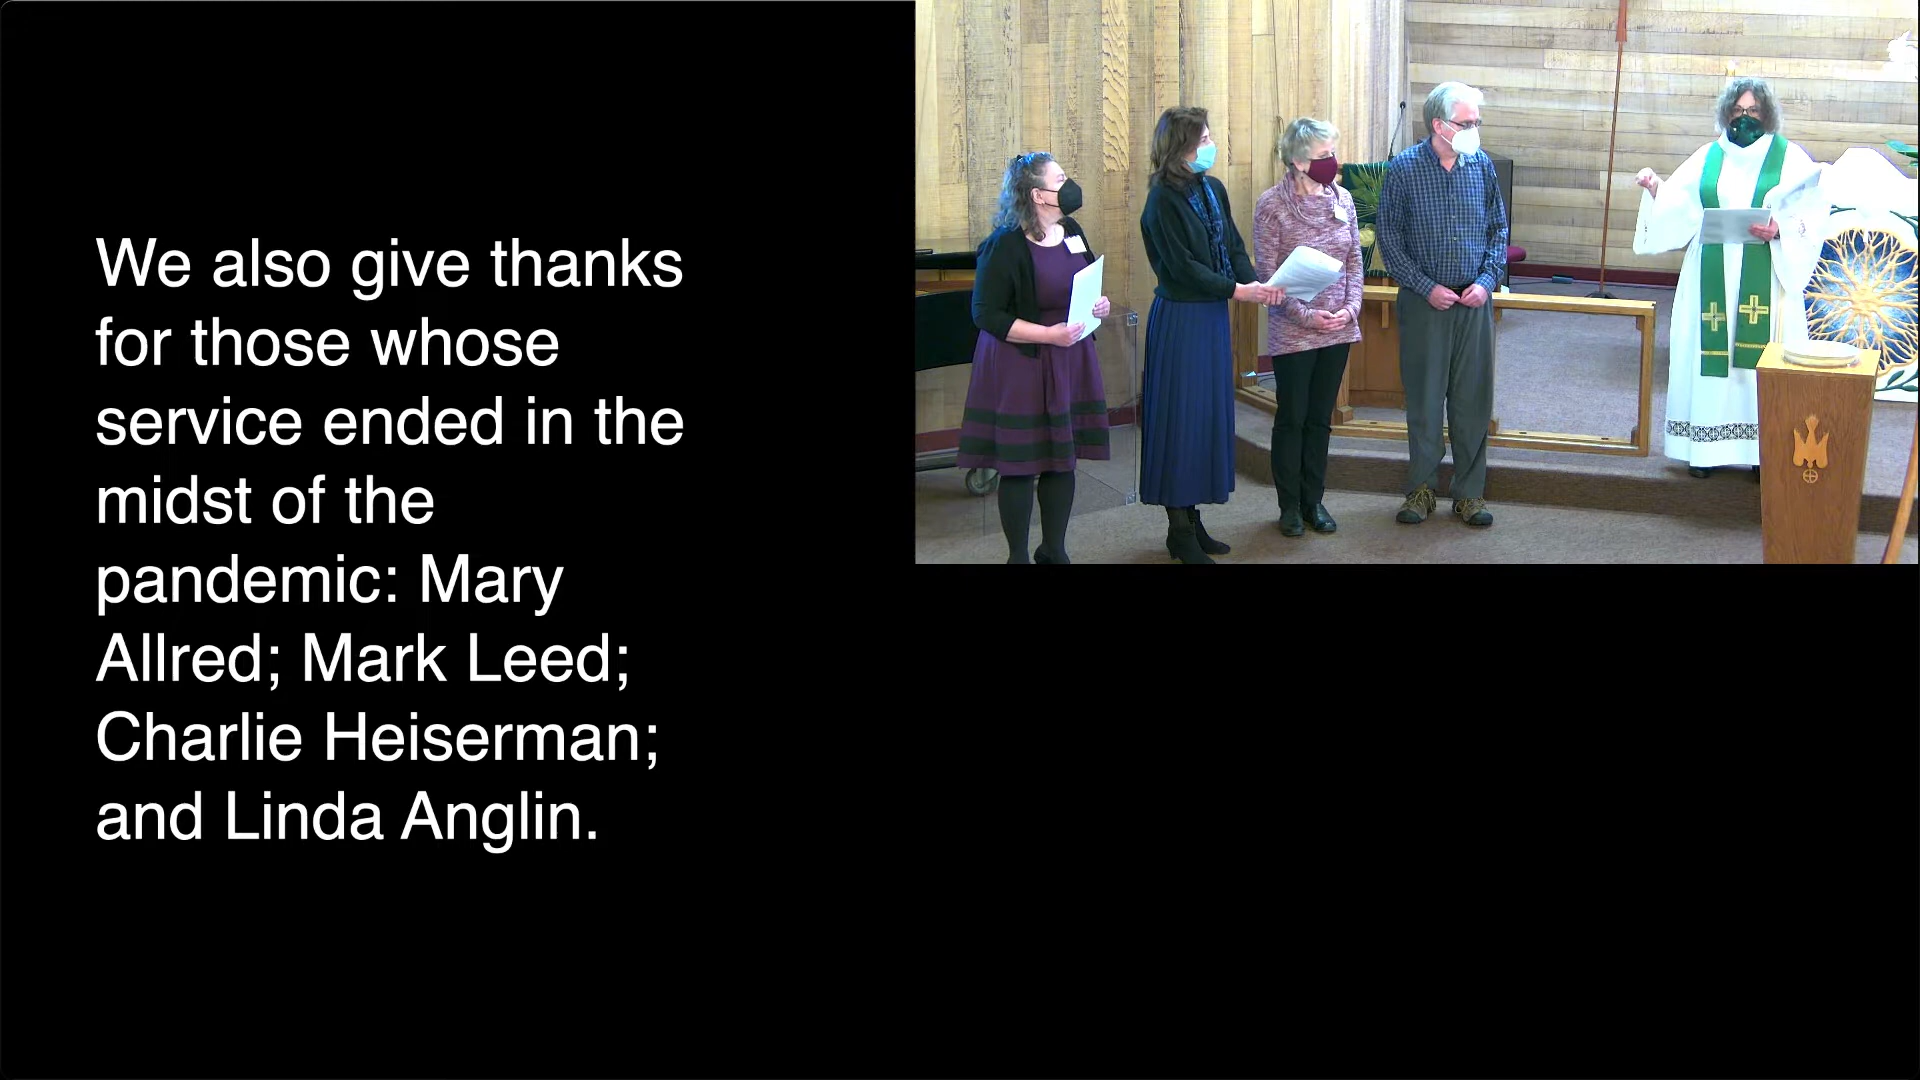 We also give thanks
for those whose
service ended in the
midst of the
pandemic: Mary
Allred; Mark Leed;
Charlie Heiserman;
and Linda Anglin.